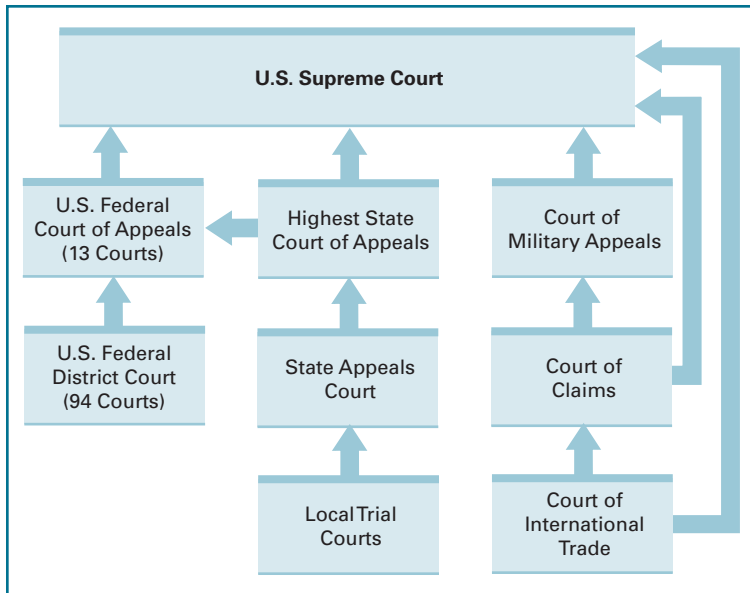 U.S. Supreme Court
U.S. Federal
Court of Appeals
(13 Courts)
Highest State
Court of Appeals
Court of
Military Appeals
U.S. Federal
District Court
(94 Courts)
State Appeals
Court
Court of
Claims
Local Trial
Courts
Court of
International
Trade